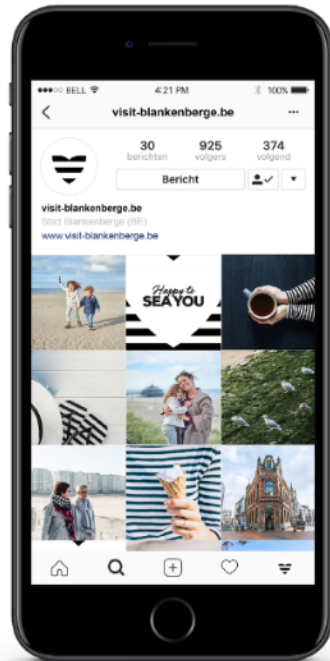 BELL 4:21 PM 100%
visit-blankenberge.be
30 925 374
berichten volgers volgend
Bericht
visit-blankenberge.be
Stad Blankenberge (BE)
www.visit-blankenberge.be
Happy to
SEA YOU